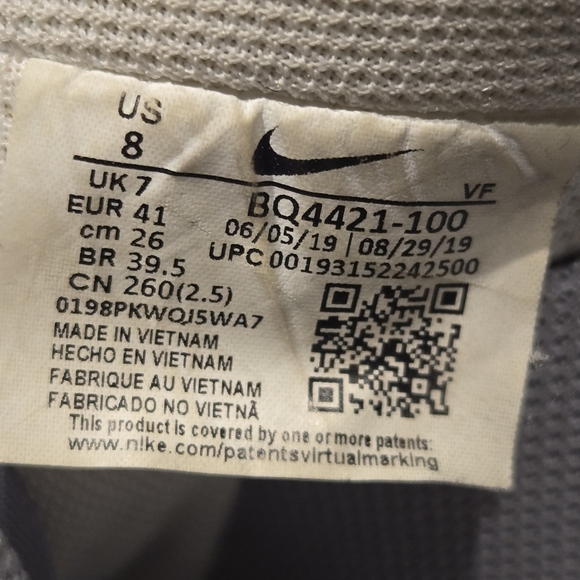 US
8
VF
UK 7
BQ4421-100
EUR 41
06/05/19 | 08/29/19
cm 26
UPC 00193152242500
BR 39.5
CN 260(2.5)
0198PKWQJ5WA7
MADE IN VIETNAM
HECHO EN VIETNAM
FABRIQUE AU VIETNAM
FABRICADO NO VIETNÃ
This product is covered by one or more patents:
www.nike.com/patentsvirtualmarking